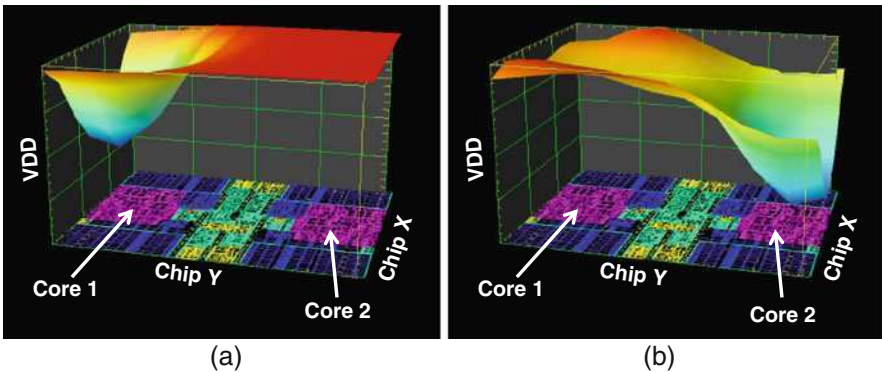 VDD
Core 1
Chip Y
Core 2
Chip X
(a)
VDD
Core 1
Chip Y
Core 2
Chip X
(b)